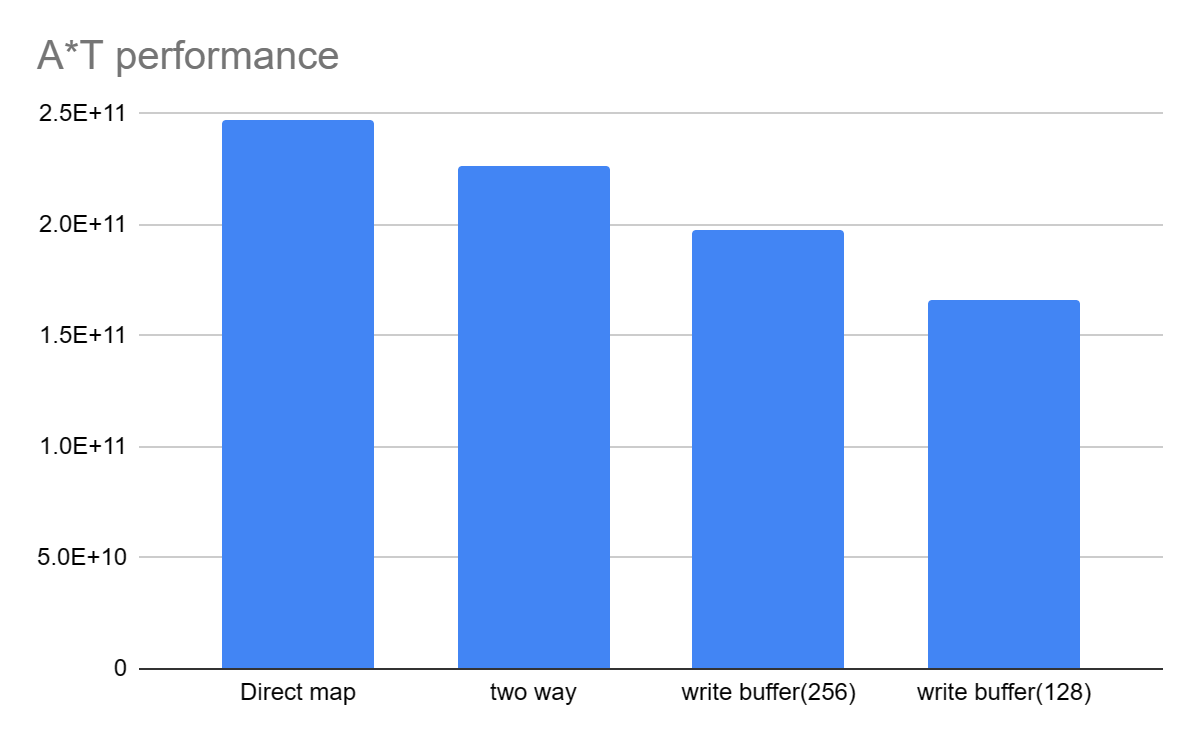 A*T performance
2.5E+11
2.0E+11
1.5E+11
1.0E+11
5.0E+10
0
Direct map two way write buffer(256) write buffer(128)